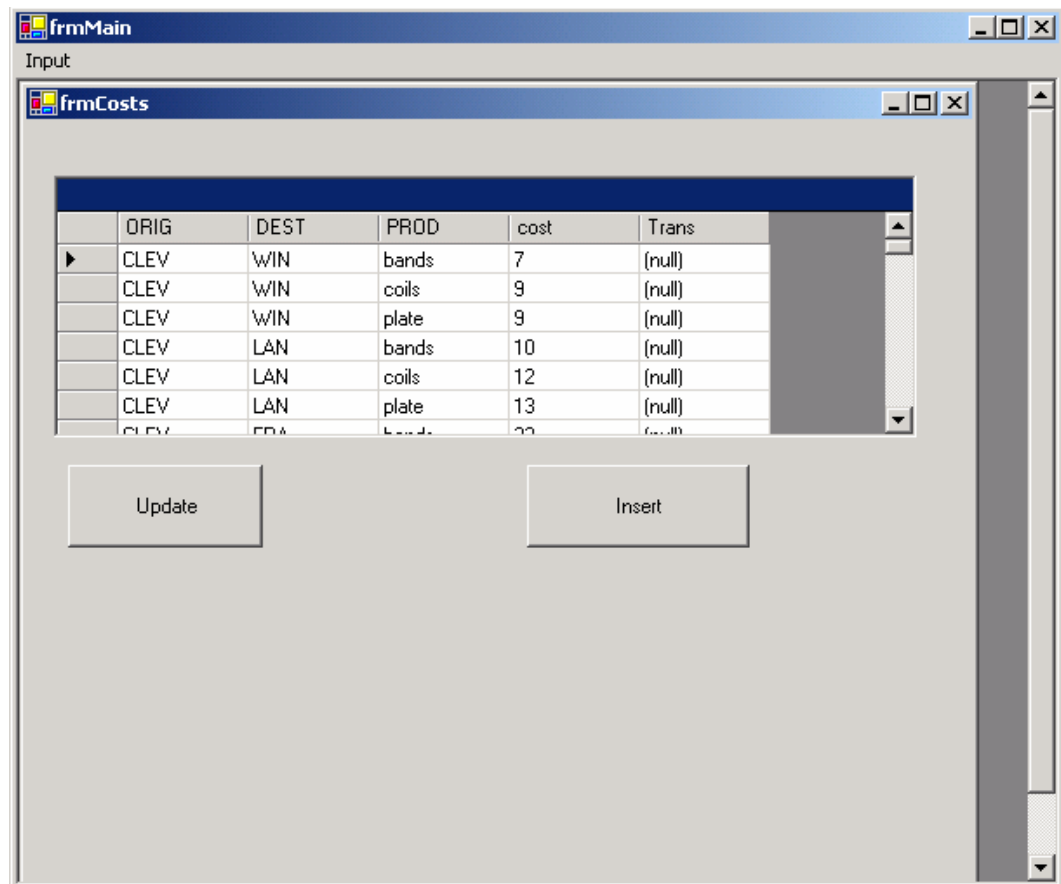 frmMain
Input
frmCosts
ORIG DEST PROD cost Trans
CLEV WIN bands 7 (null)
CLEV WIN coils 9 (null)
CLEV WIN plate 9 (null)
CLEV LAN bands 10 (null)
CLEV LAN coils 12 (null)
CLEV LAN plate 13 (null)
Update Insert